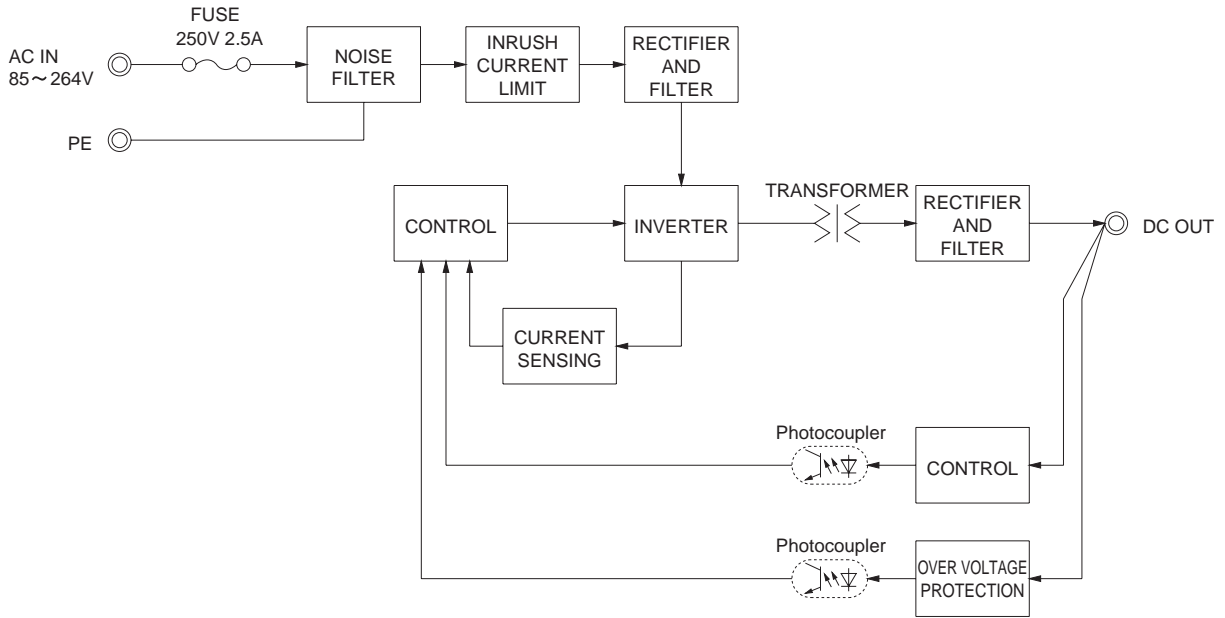 FUSE
250V 2.5A
AC IN
85～264V
NOISE
FILTER
INRUSH
CURRENT
LIMIT
RECTIFIER
AND
FILTER
PE
CONTROL
INVERTER
TRANSFORMER
RECTIFIER
AND
FILTER
DC OUT
CURRENT
SENSING
Photocoupler
CONTROL
Photocoupler
OVER VOLTAGE
PROTECTION